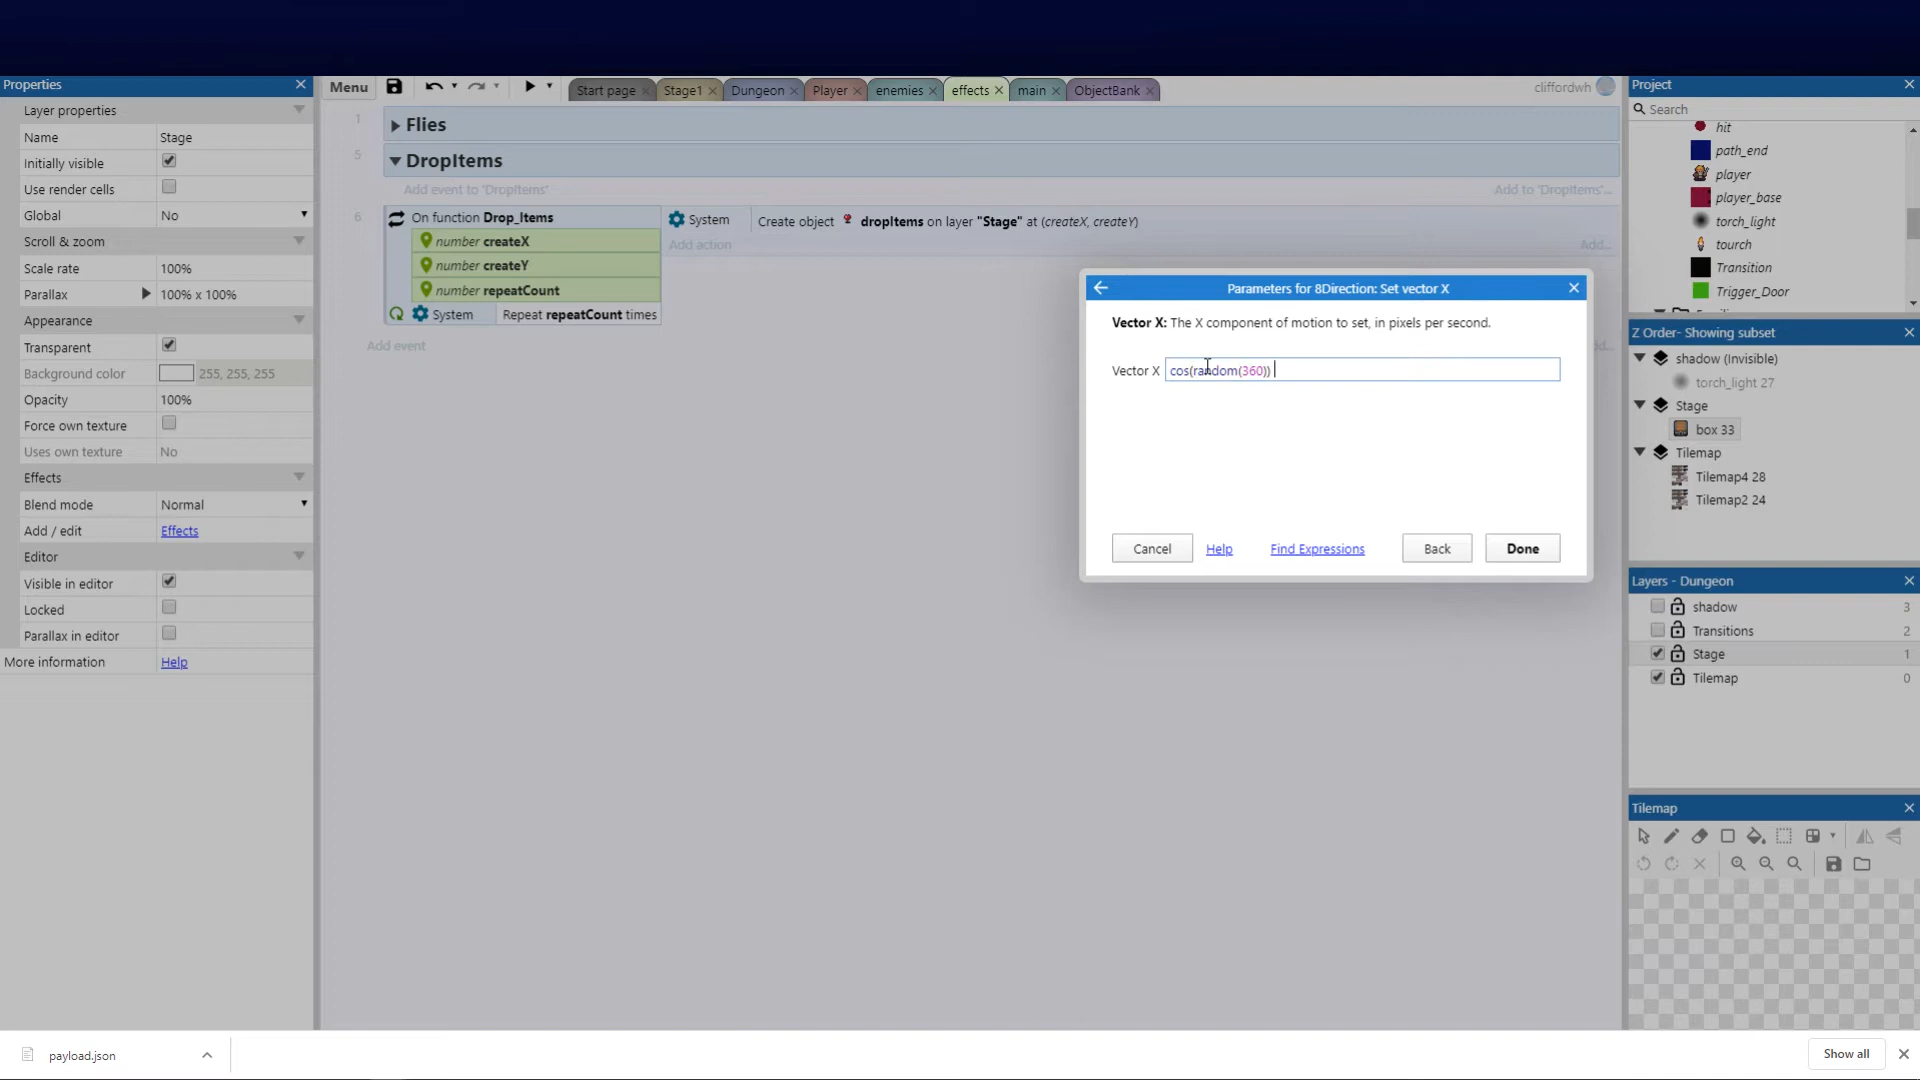 Properties
Layer properties
Name Stage
Initially visible
Use render cells
Global No
Scroll & zoom
Scale rate 100%
Parallax 100% x 100%
Appearance
Transparent
Background color 255, 255, 255
Opacity 100%
Force own texture
Uses own texture No
Effects
Blend mode Normal
Add / edit Effects
Editor
Visible in editor
Locked
Parallax in editor
More information Help
Menu
Start page
Stage1
Dungeon
Player
enemies
effects
main
ObjectBank
cliffordwh
1 Flies
5 DropItems
Add event to 'DropItems'
Add to 'DropItems'...
6 On function Drop_Items
number createX
number createY
number repeatCount
System Repeat repeatCount times
System Create object dropItems on layer "Stage" at (createX, createY)
Add action
Add...
Add event
Parameters for 8Direction: Set vector X
Vector X: The X component of motion to set, in pixels per second.
Vector X cos(random(360))
Cancel Help Find Expressions Back Done
Project
Search
hit
path_end
player
player_base
torch_light
tourch
Transition
Trigger_Door
Z Order- Showing subset
shadow (Invisible)
torch_light 27
Stage
box 33
Tilemap
Tilemap4 28
Tilemap2 24
Layers - Dungeon
shadow 3
Transitions 2
Stage 1
Tilemap 0
Tilemap
payload.json
Show all